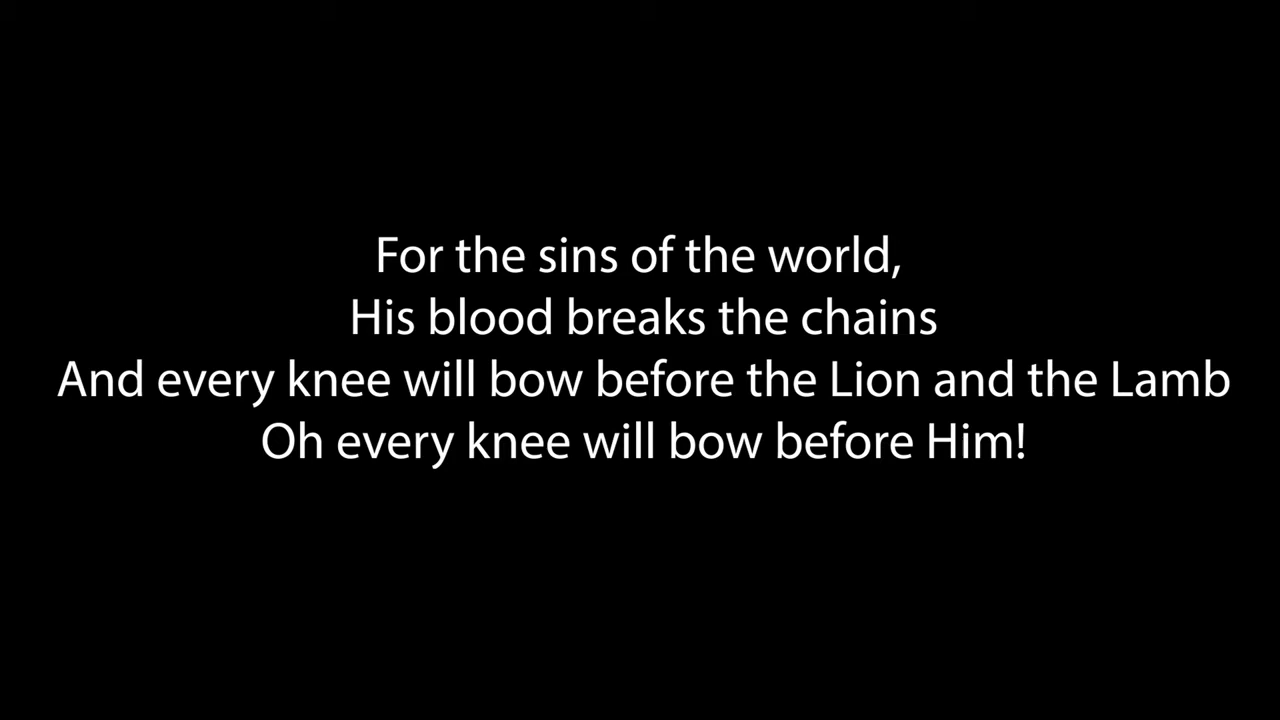 For the sins of the world,
His blood breaks the chains
And every knee will bow before the Lion and the Lamb
Oh every knee will bow before Him!